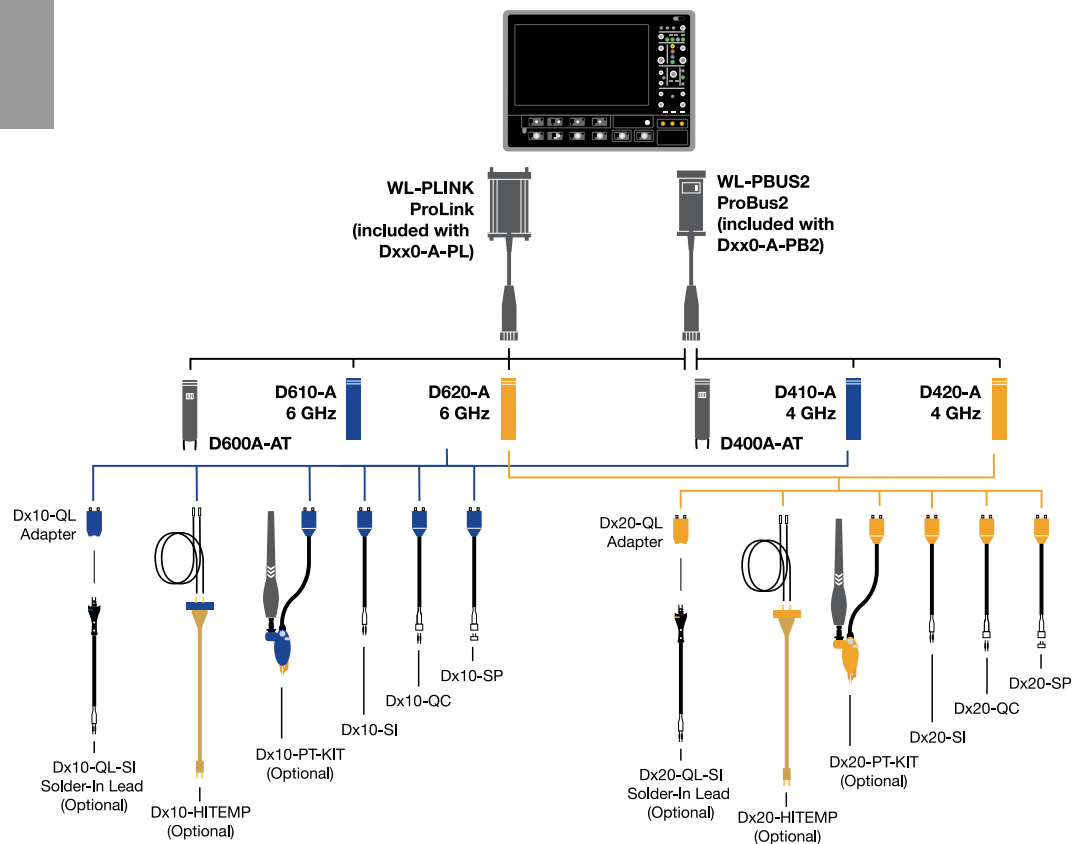 WL-PLINK
ProLink
(included with
Dxx0-A-PL)
WL-PBUS2
ProBus2
(included with
Dxx0-A-PB2)
D600A-AT
D610-A
6 GHz
D620-A
6 GHz
D400A-AT
D410-A
4 GHz
D420-A
4 GHz
Dx10-QL
Adapter
Dx10-QL-SI
Solder-In Lead
(Optional)
Dx10-HITEMP
(Optional)
Dx10-PT-KIT
(Optional)
Dx10-SI
Dx10-QC
Dx10-SP
Dx20-QL
Adapter
Dx20-QL-SI
Solder-In Lead
(Optional)
Dx20-HITEMP
(Optional)
Dx20-PT-KIT
(Optional)
Dx20-SI
Dx20-QC
Dx20-SP